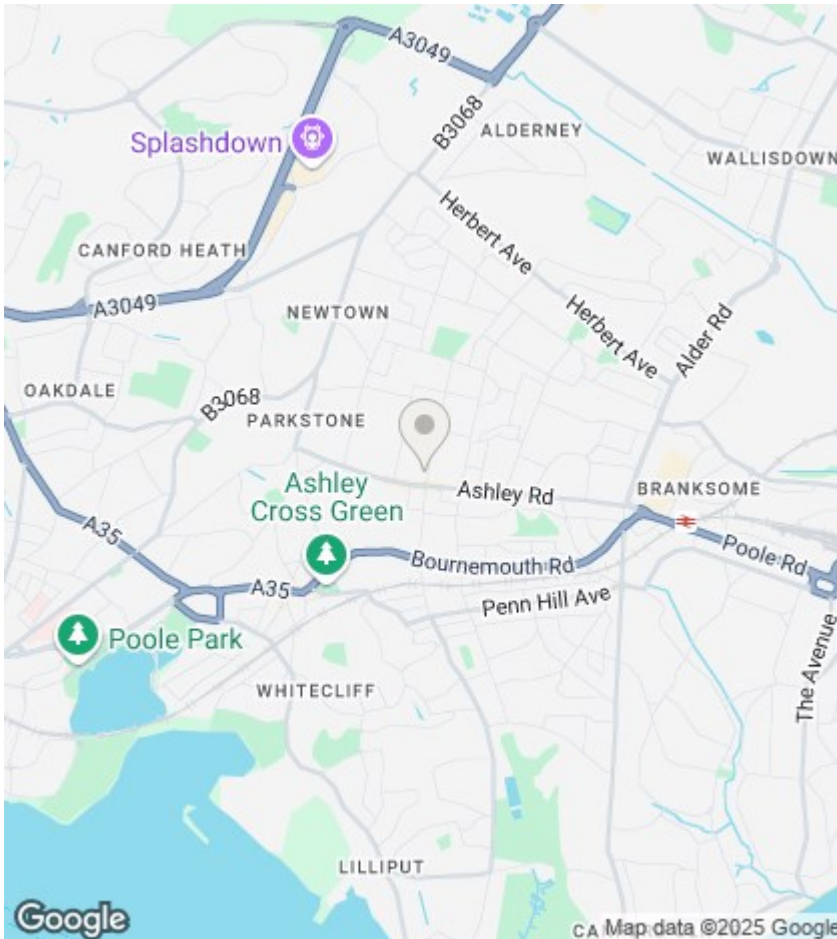 A3049
A3049
B3068
ALDERNEY
Splashdown
WALLISDOWN
Herbert Ave
CANFORD HEATH
A3049
NEWTOWN
Herbert Ave
Alder Rd
OAKDALE
B3068
PARKSTONE
Ashley
Cross Green
Ashley Rd
BRANKSOME
A35
Bournemouth Rd
Poole Rd
A35
Penn Hill Ave
Poole Park
The Avenue
WHITECLIFF
LILLIPUT
Google
CA
Map data ©2025 Google